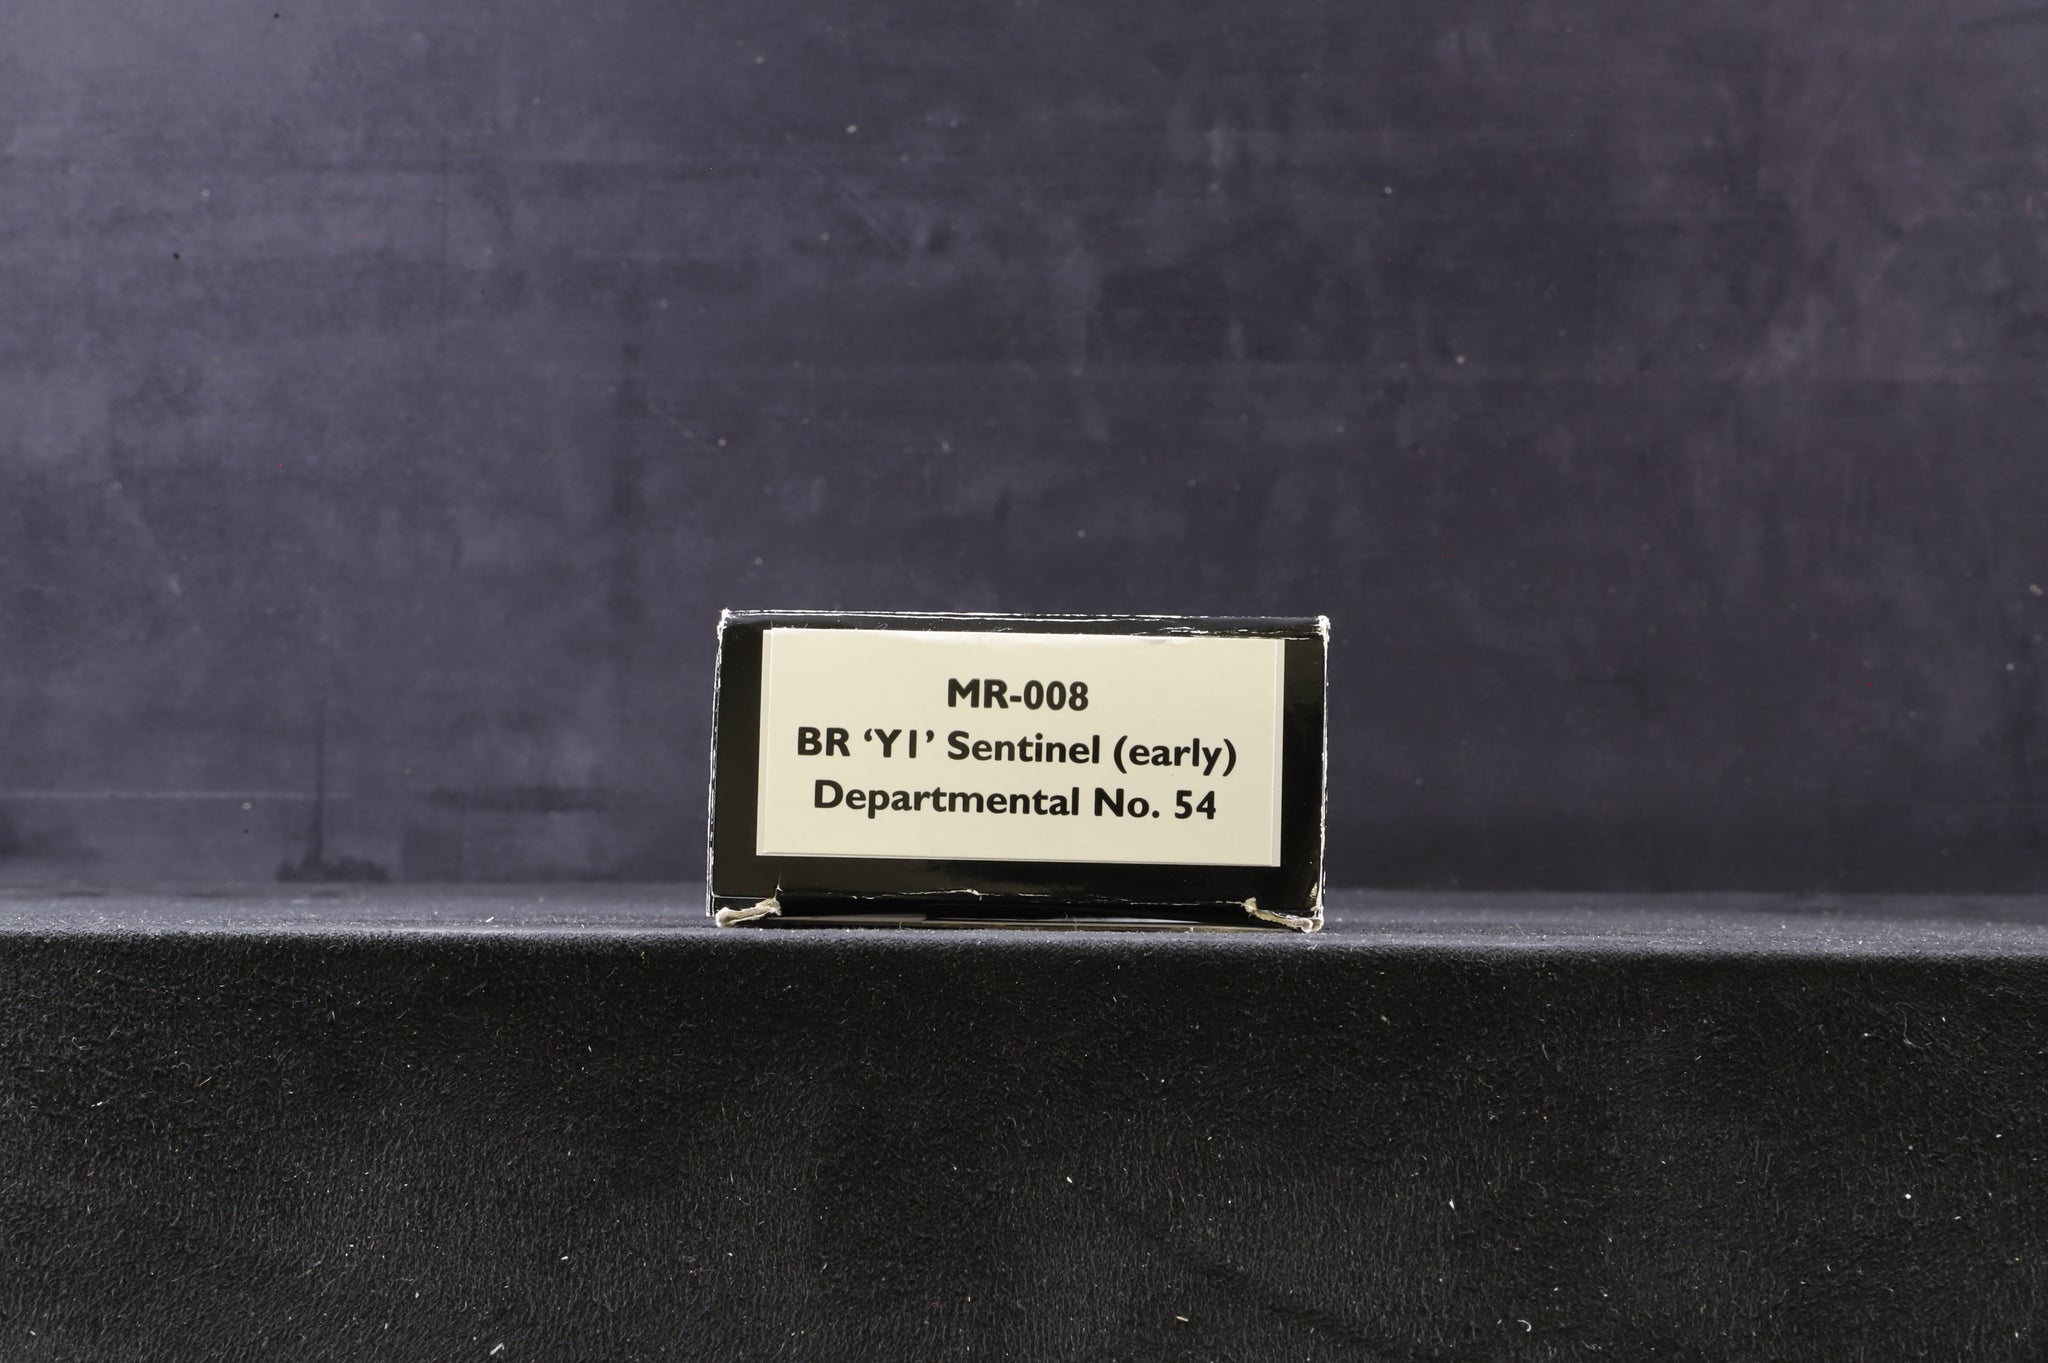 MR-008
BR ‘Y1’ Sentinel (early)
Departmental No. 54